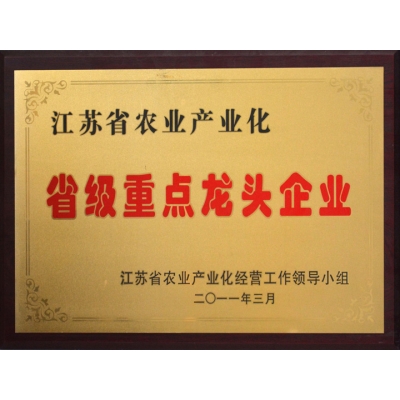 江苏省农业产业化
省级重点龙头企业
江苏省农业产业化经营工作领导小组
二〇一一年三月